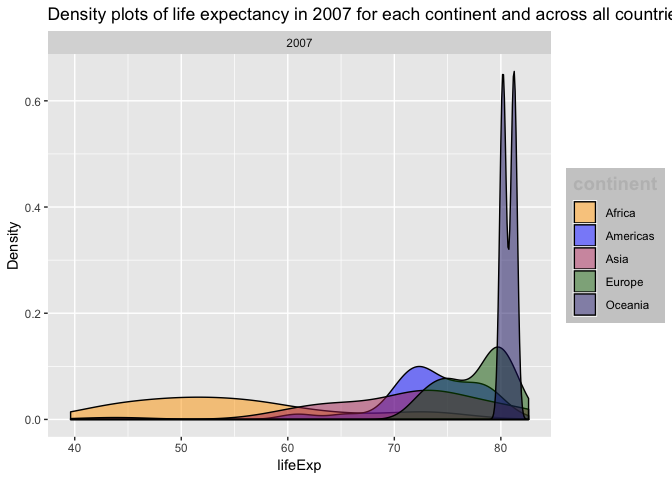 Density plots of life expectancy in 2007 for each continent and across all countrie
2007
0.6
0.4
0.2
0.0
Density
40 50 60 70 80
lifeExp
continent
Africa
Americas
Asia
Europe
Oceania